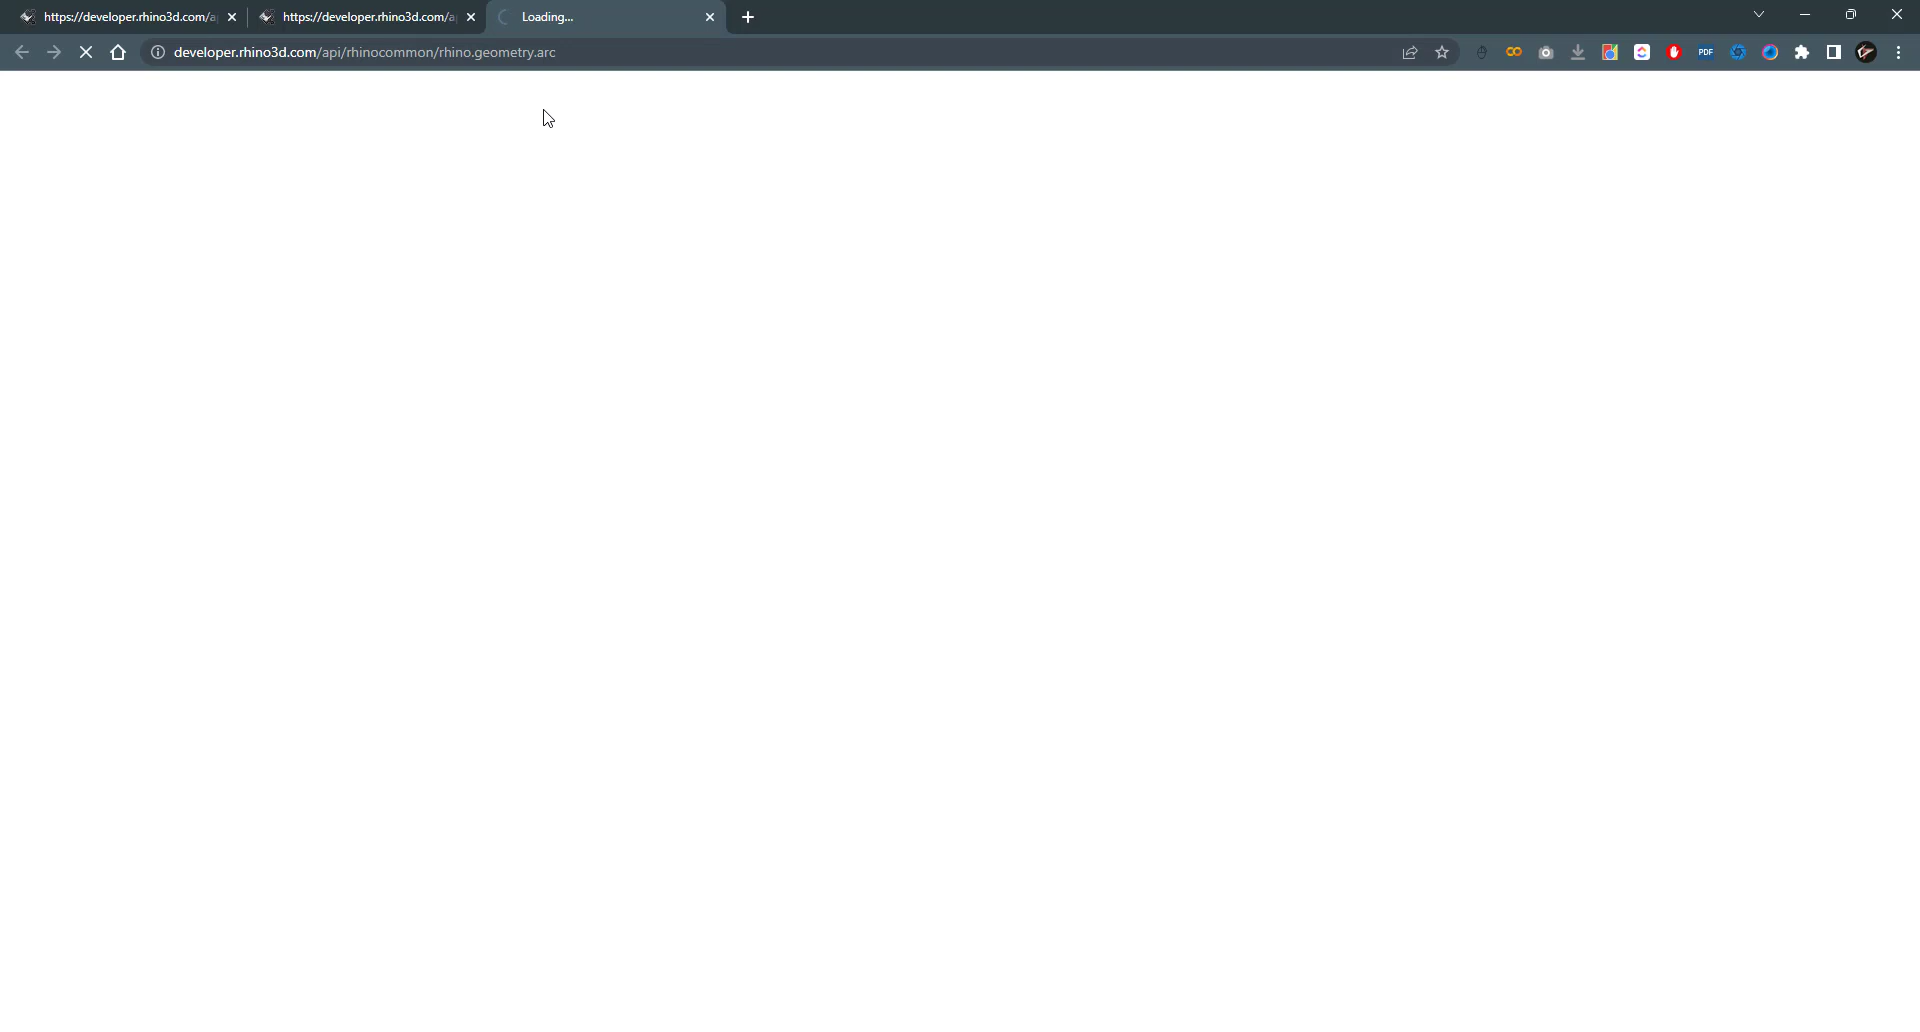 https://developer.rhino3d.com/a
https://developer.rhino3d.com/a
Loading...
developer.rhino3d.com/api/rhinocommon/rhino.geometry.arc
PDF